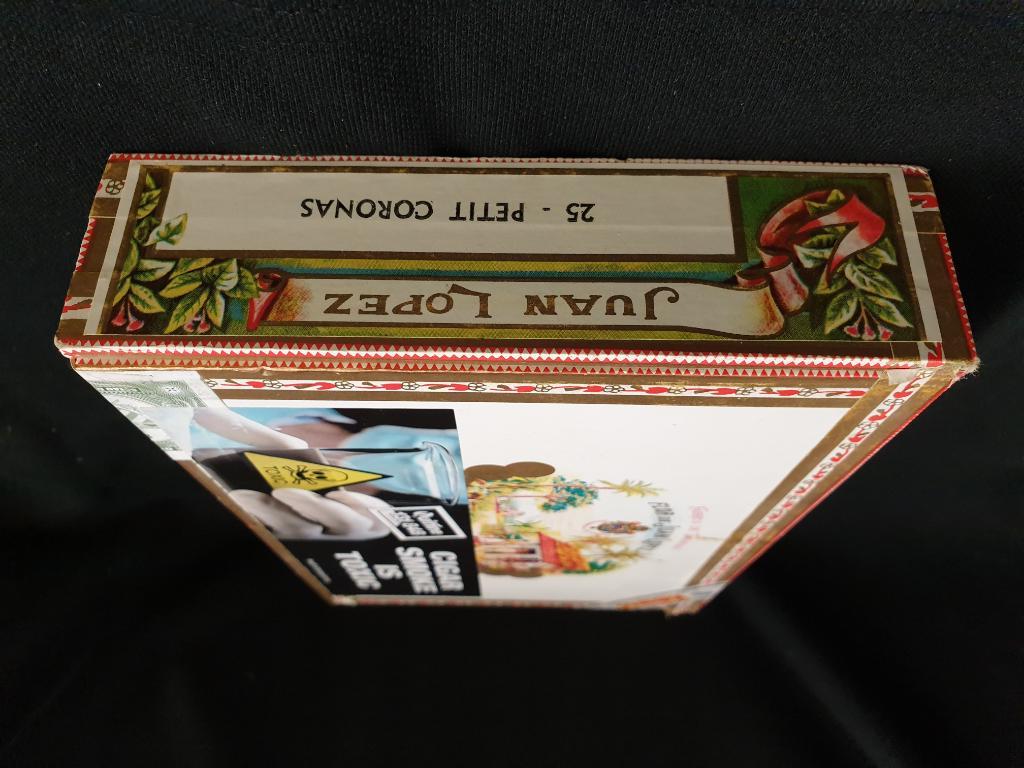 JUAN LOPEZ
25 - PETIT CORONAS
CIGAR
SMOKE
IS
TOXIC
TOXIC